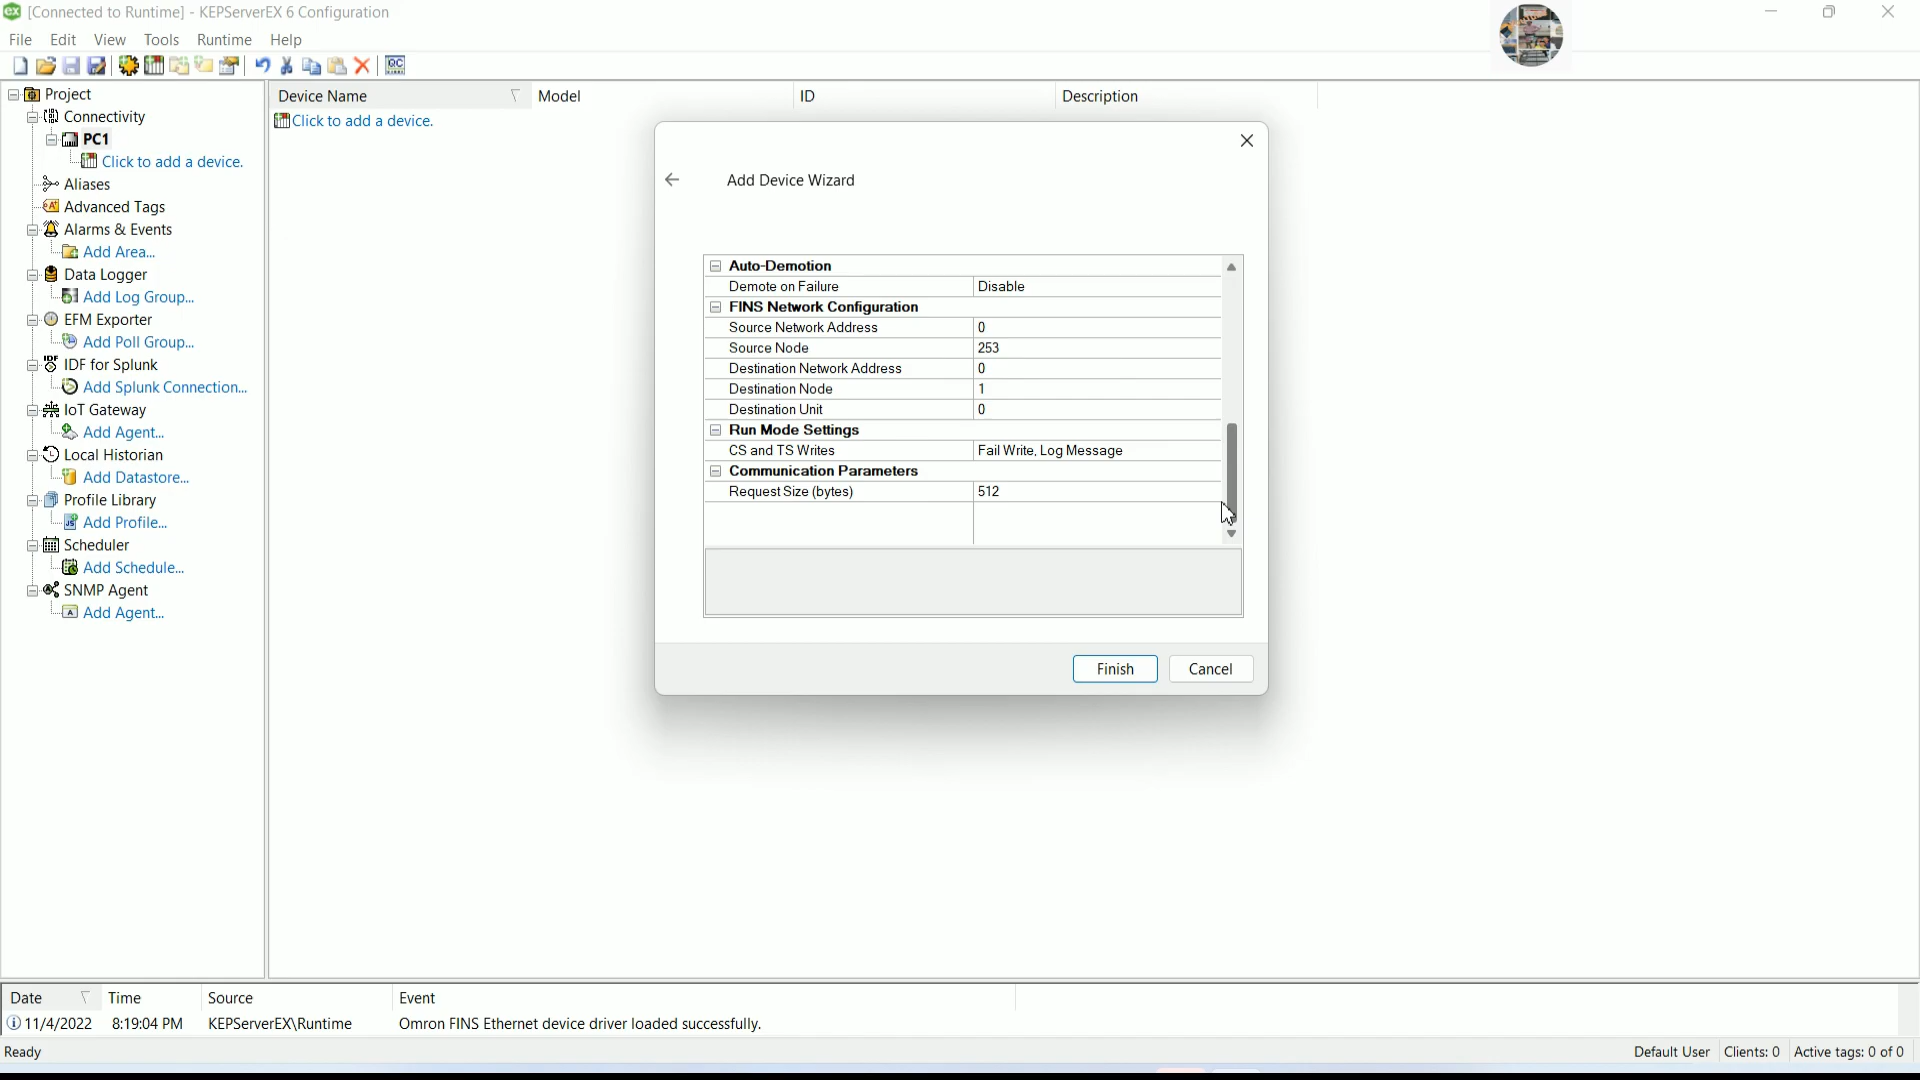 [Connected to Runtime] - KEPServerEX 6 Configuration
File Edit View Tools Runtime Help
Project
Connectivity
PC1
Click to add a device.
Aliases
Advanced Tags
Alarms & Events
Add Area...
Data Logger
Add Log Group...
EFM Exporter
Add Poll Group...
IDF for Splunk
Add Splunk Connection...
IoT Gateway
Add Agent...
Local Historian
Add Datastore...
Profile Library
Add Profile...
Scheduler
Add Schedule...
SNMP Agent
Add Agent...
Device Name Model ID Description
Click to add a device.
Add Device Wizard
Auto-Demotion
Demote on Failure Disable
FINS Network Configuration
Source Network Address 0
Source Node 253
Destination Network Address 0
Destination Node 1
Destination Unit 0
Run Mode Settings
CS and TS Writes Fail Write, Log Message
Communication Parameters
Request Size (bytes) 512
Finish Cancel
Date Time Source Event
11/4/2022 8:19:04 PM KEPServerEX\Runtime Omron FINS Ethernet device driver loaded successfully.
Ready Default User Clients: 0 Active tags: 0 of 0